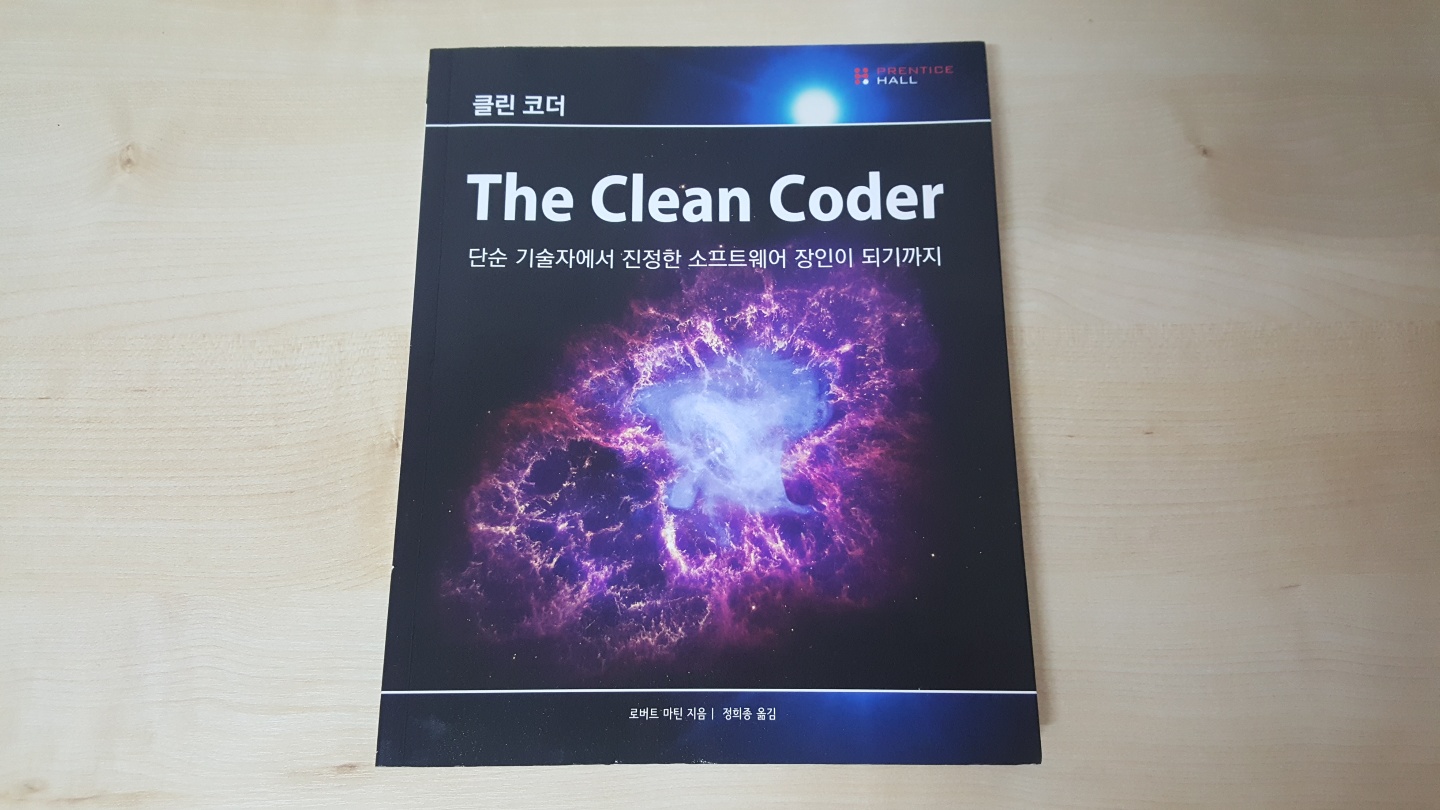 PRENTICE
HALL
클린 코더
The Clean Coder
단순 기술자에서 진정한 소프트웨어 장인이 되기까지
로버트 마틴 지음 | 정희종 옮김